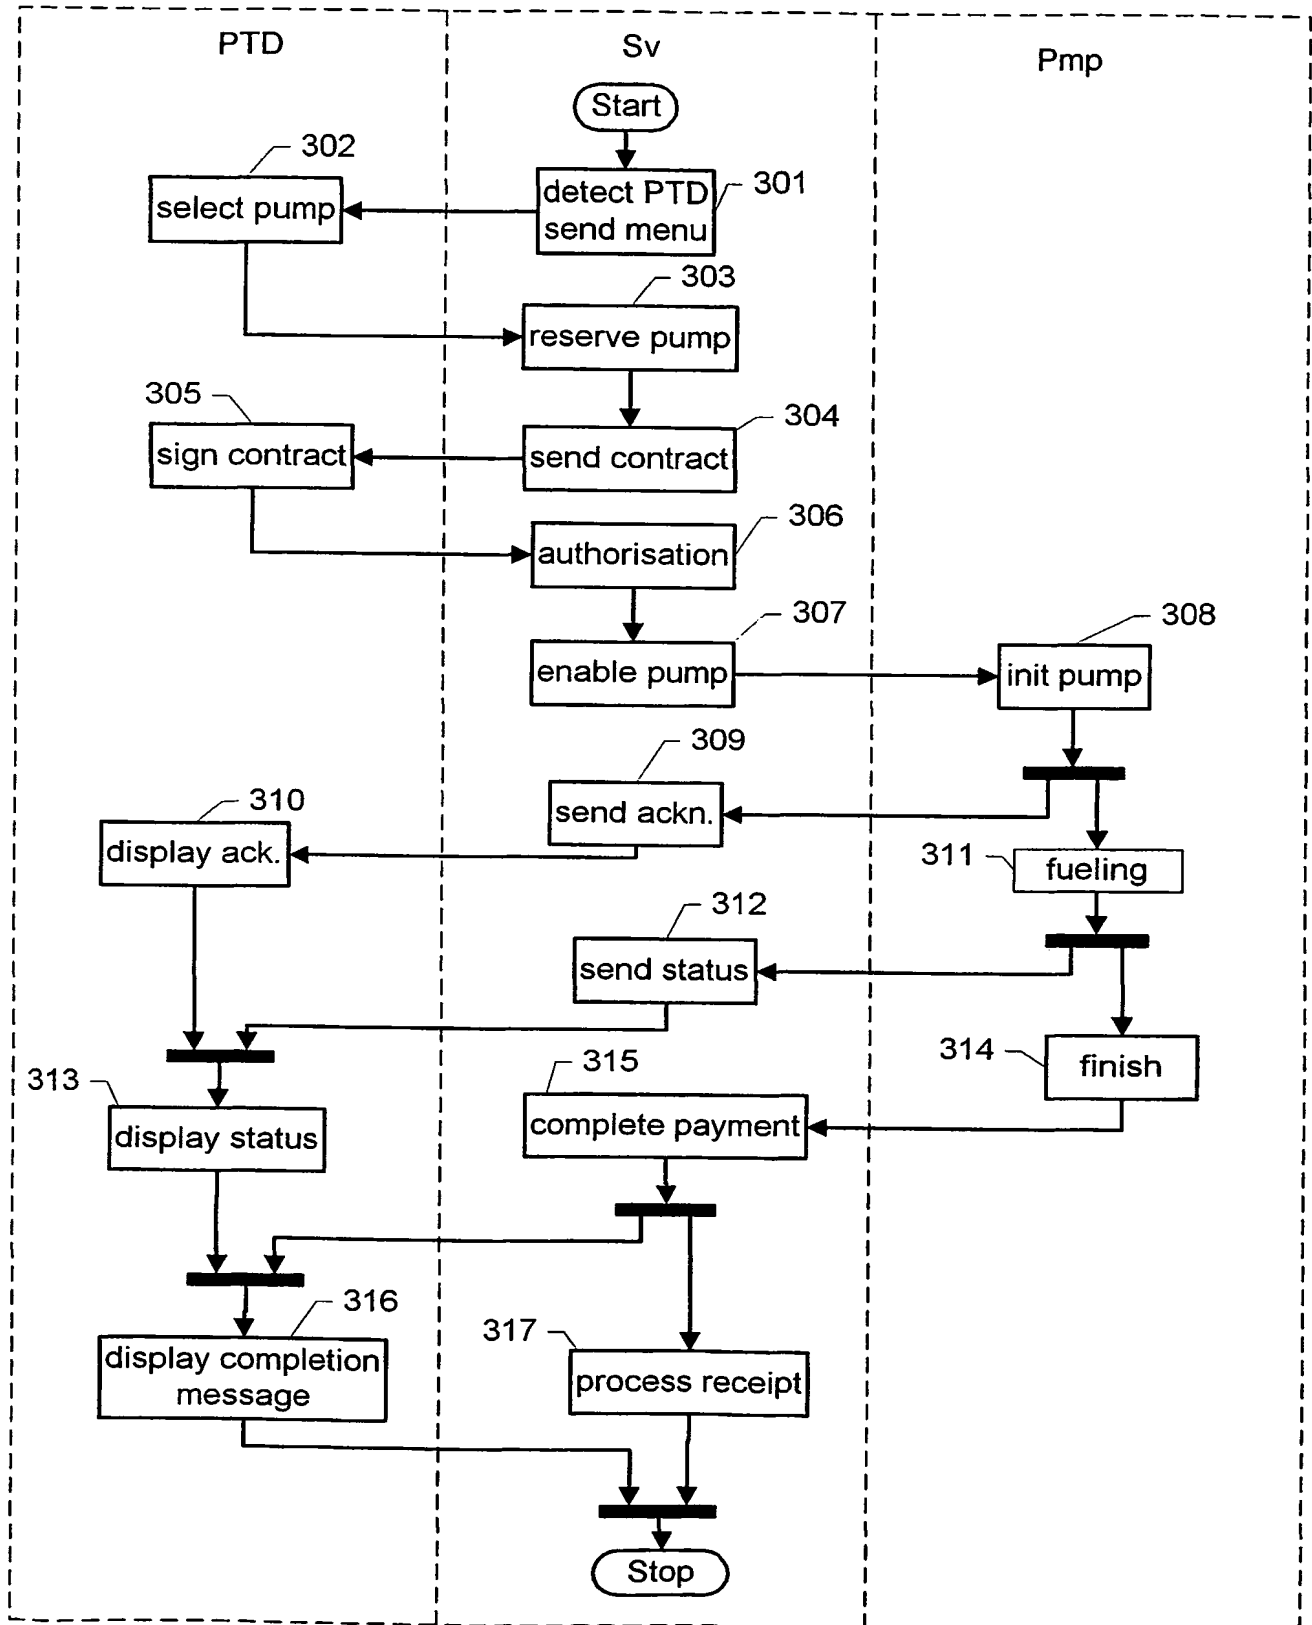 PTD
Sv
Pmp
Start
302
detect PTD
send menu
301
select pump
303
reserve pump
305
304
sign contract
send contract
306
authorisation
307
308
enable pump
init pump
309
310
send ackn.
display ack.
311
fueling
312
send status
315
314
finish
313
complete payment
display status
316
317
display completion
message
process receipt
Stop